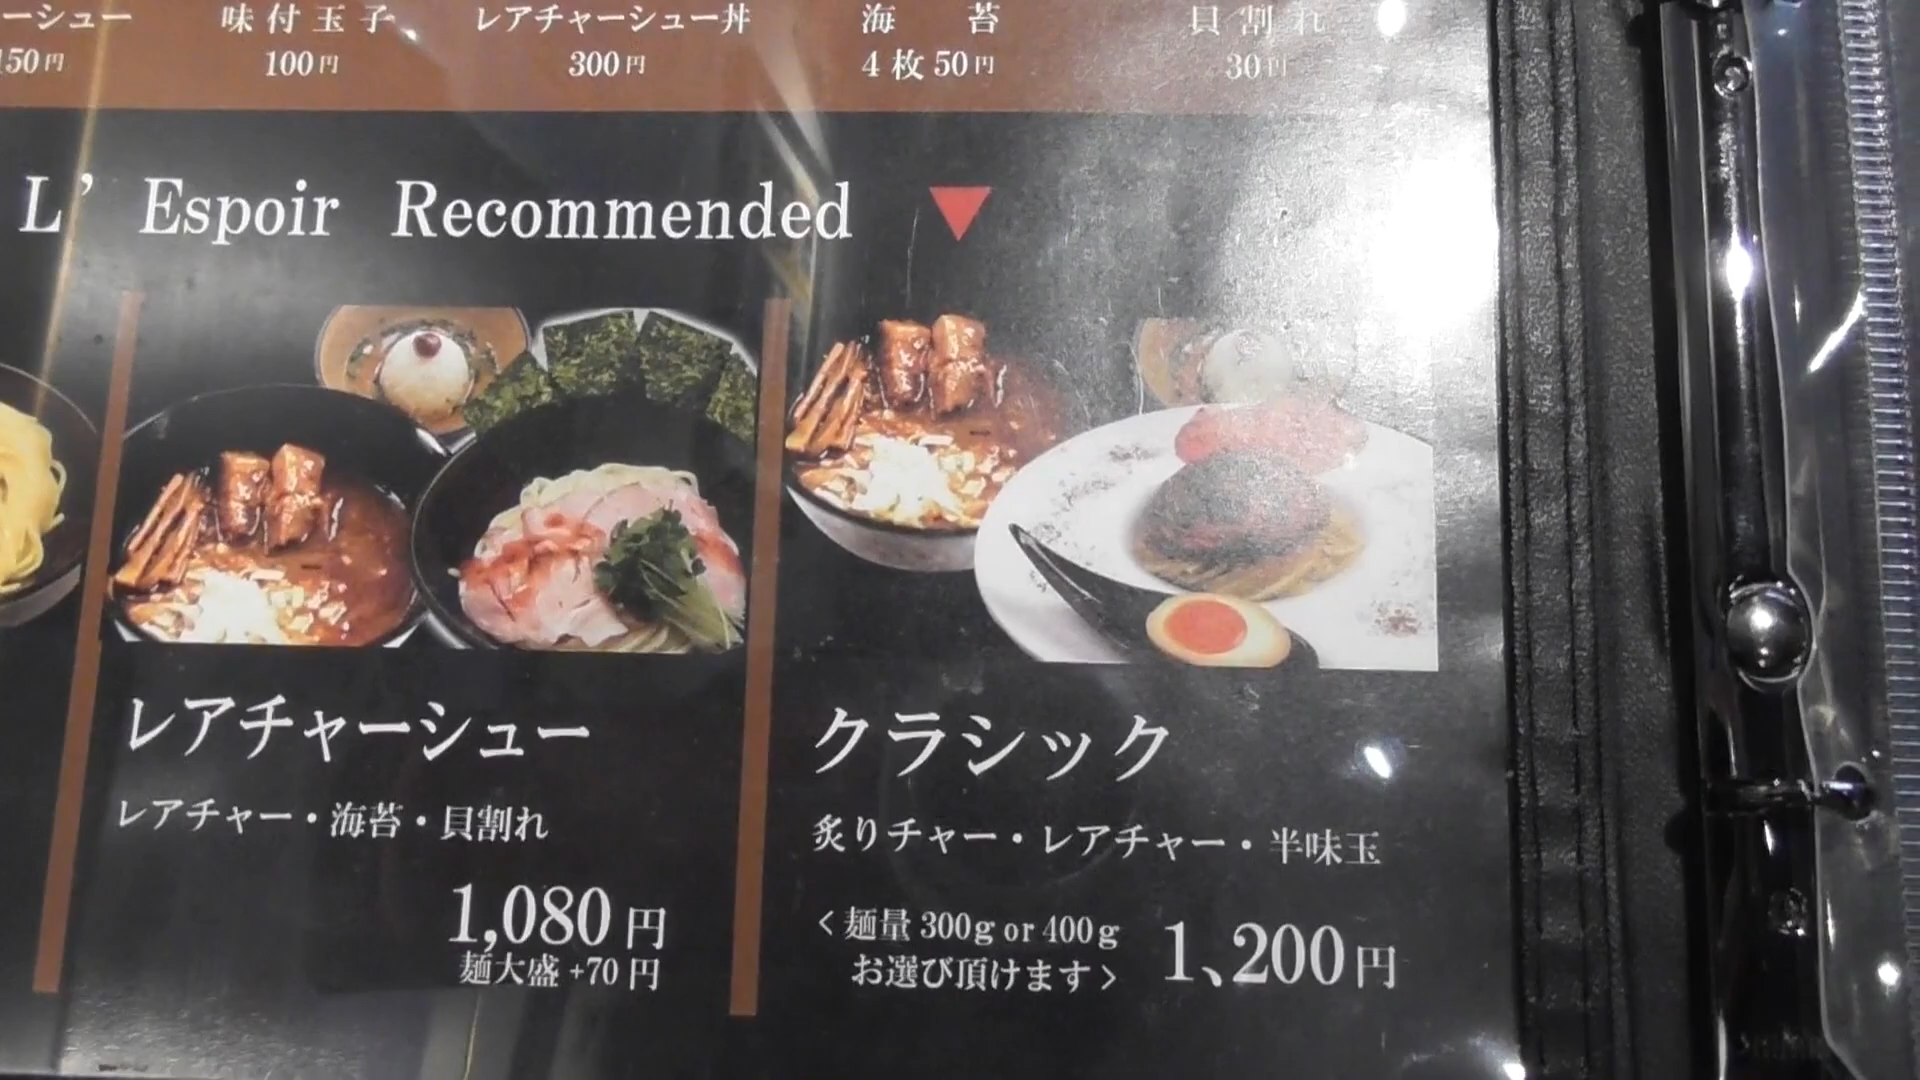 ーシュー 味付玉子 レアチャーシュー丼 海苔 貝割れ
150円 100円 300円 4枚50円 30円
L' Espoir Recommended ▼
レアチャーシュー
レアチャー・海苔・貝割れ
1,080円
麺大盛+70円
クラシック
炙りチャー・レアチャー・半味玉
<麺量300g or 400g
お選び頂けます>
1,200円